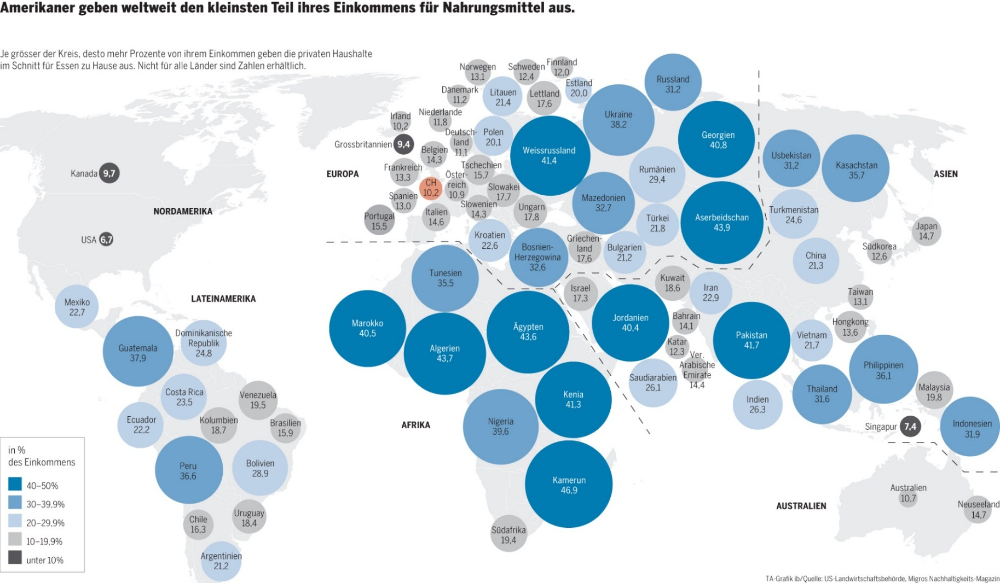 Amerikaner geben weltweit den kleinsten Teil ihres Einkommens für Nahrungsmittel aus.
Je grösser der Kreis, desto mehr Prozente von ihrem Einkommen geben die privaten Haushalte
im Schnitt für Essen zu Hause aus. Nicht für alle Länder sind Zahlen erhältlich.
NORDAMERIKA
Kanada 9,7
USA 6,7
LATEINAMERIKA
Mexiko
22,7
Guatemala
37,9
Dominikanische
Republik
24,8
Costa Rica
23,5
Venezuela
19,5
Ecuador
22,2
Kolumbien
18,7
Brasilien
15,9
Peru
36,6
Bolivien
28,9
Chile
16,3
Uruguay
18,4
Argentinien
21,2
in %
des Einkommens
40–50%
30–39,9%
20–29,9%
10–19,9%
unter 10%
EUROPA
Norwegen
13,1
Schweden
12,4
Finnland
12,0
Dänemark
11,2
Litauen
21,4
Lettland
17,6
Estland
20,0
Russland
31,2
Irland
10,2
Niederlande
11,8
Ukraine
38,2
Grossbritannien 9,4
Deutsch-
land
11,1
Polen
20,1
Weissrussland
41,4
Georgien
40,8
Belgien
14,3
Frankreich
13,3
Tschechien
15,7
Rumänien
29,4
CH
10,2
Öster-
reich
10,9
Slowakei
17,7
Spanien
13,0
Slowenien
14,3
Ungarn
17,8
Mazedonien
32,7
Portugal
15,5
Italien
14,6
Türkei
21,8
Aserbeidschan
43,9
Kroatien
22,6
Bosnien-
Herzegowina
32,6
Griechen-
land
17,6
Bulgarien
21,2
AFRIKA
Tunesien
35,5
Marokko
40,5
Algerien
43,7
Ägypten
43,6
Kenia
41,3
Nigeria
39,6
Kamerun
46,9
Südafrika
19,4
ASIEN
Usbekistan
31,2
Kasachstan
35,7
Turkmenistan
24,6
Japan
14,7
Südkorea
12,6
China
21,3
Israel
17,3
Kuwait
18,6
Iran
22,9
Taiwan
13,1
Jordanien
40,4
Bahrain
14,1
Hongkong
13,6
Pakistan
41,7
Vietnam
21,7
Katar
12,3
Ver.
Arabische
Emirate
14,4
Saudiarabien
26,1
Philippinen
36,1
Indien
26,3
Thailand
31,6
Malaysia
19,8
Singapur 7,4
Indonesien
31,9
AUSTRALIEN
Australien
10,7
Neuseeland
14,7
TA-Grafik ib/Quelle: US-Landwirtschaftsbehörde, Migros Nachhaltigkeits-Magazin